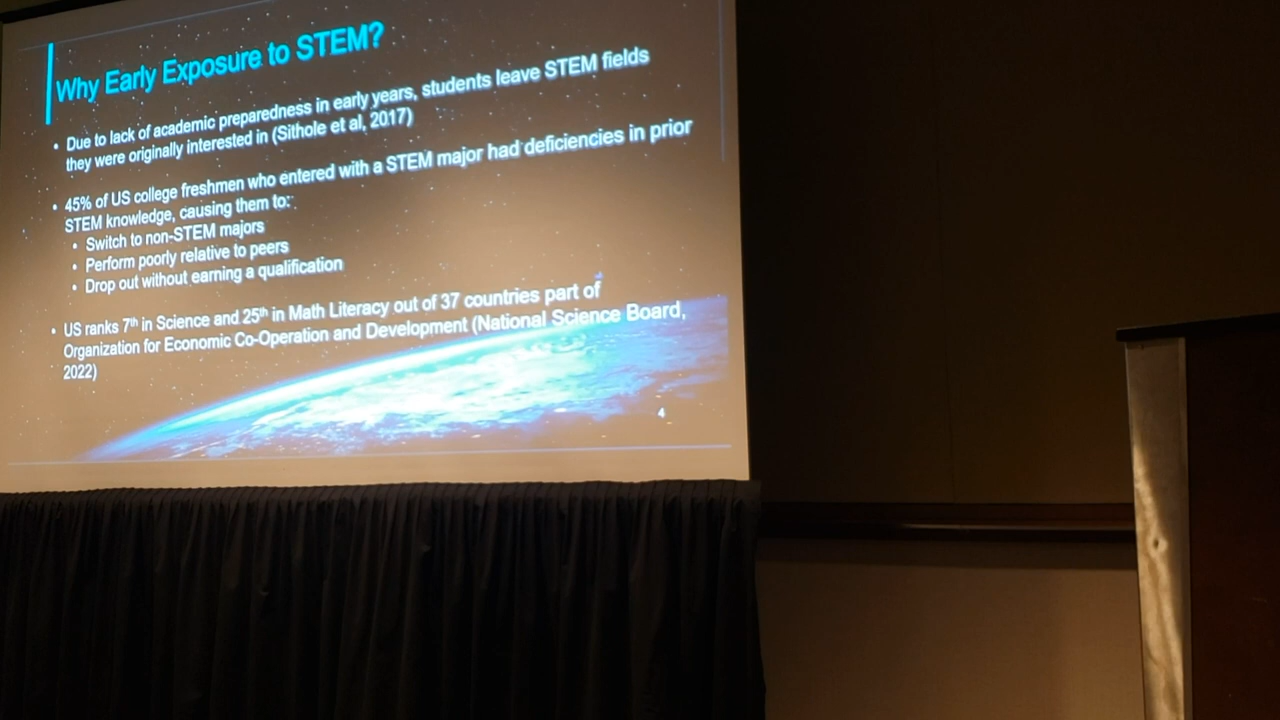 Why Early Exposure to STEM?
• Due to lack of academic preparedness in early years, students leave STEM fields
they were originally interested in (Sithole et al, 2017)
• 45% of US college freshmen who entered with a STEM major had deficiencies in prior
STEM knowledge, causing them to:
• Switch to non-STEM majors
• Perform poorly relative to peers
• Drop out without earning a qualification
• US ranks 7th in Science and 25th in Math Literacy out of 37 countries part of
Organization for Economic Co-Operation and Development (National Science Board,
2022)
4